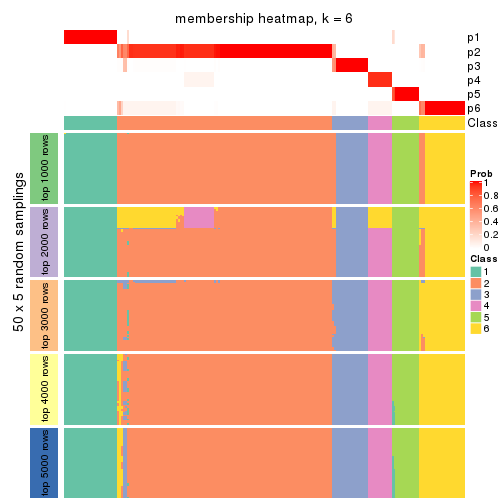 membership heatmap, k = 6
p1
p2
p3
p4
p5
p6
Class
50 x 5 random samplings
top 1000 rows
top 2000 rows
top 3000 rows
top 4000 rows
top 5000 rows
Prob
1
0.8
0.6
0.4
0.2
0
Class
1
2
3
4
5
6